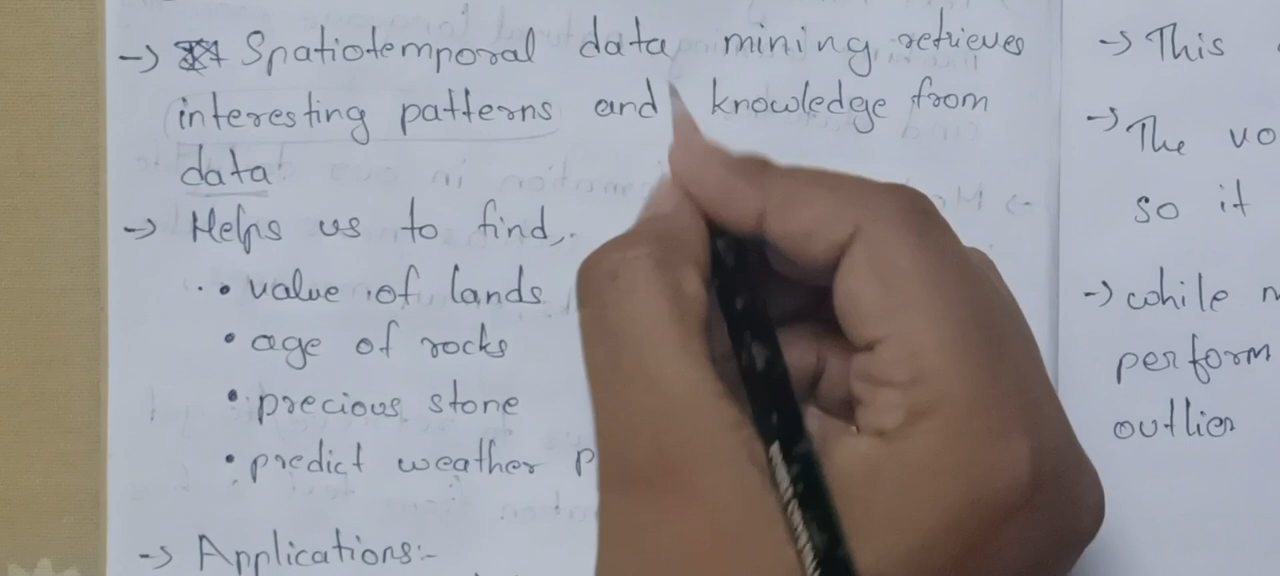 → Spatiotemporal data mining retrieves
interesting patterns and knowledge from
data
→ Helps us to find,
• value of lands
• age of rocks
• precious stone
• predict weather p
→ Applications:-
→ This
→ The vo
so it
→ while
perform
outlier